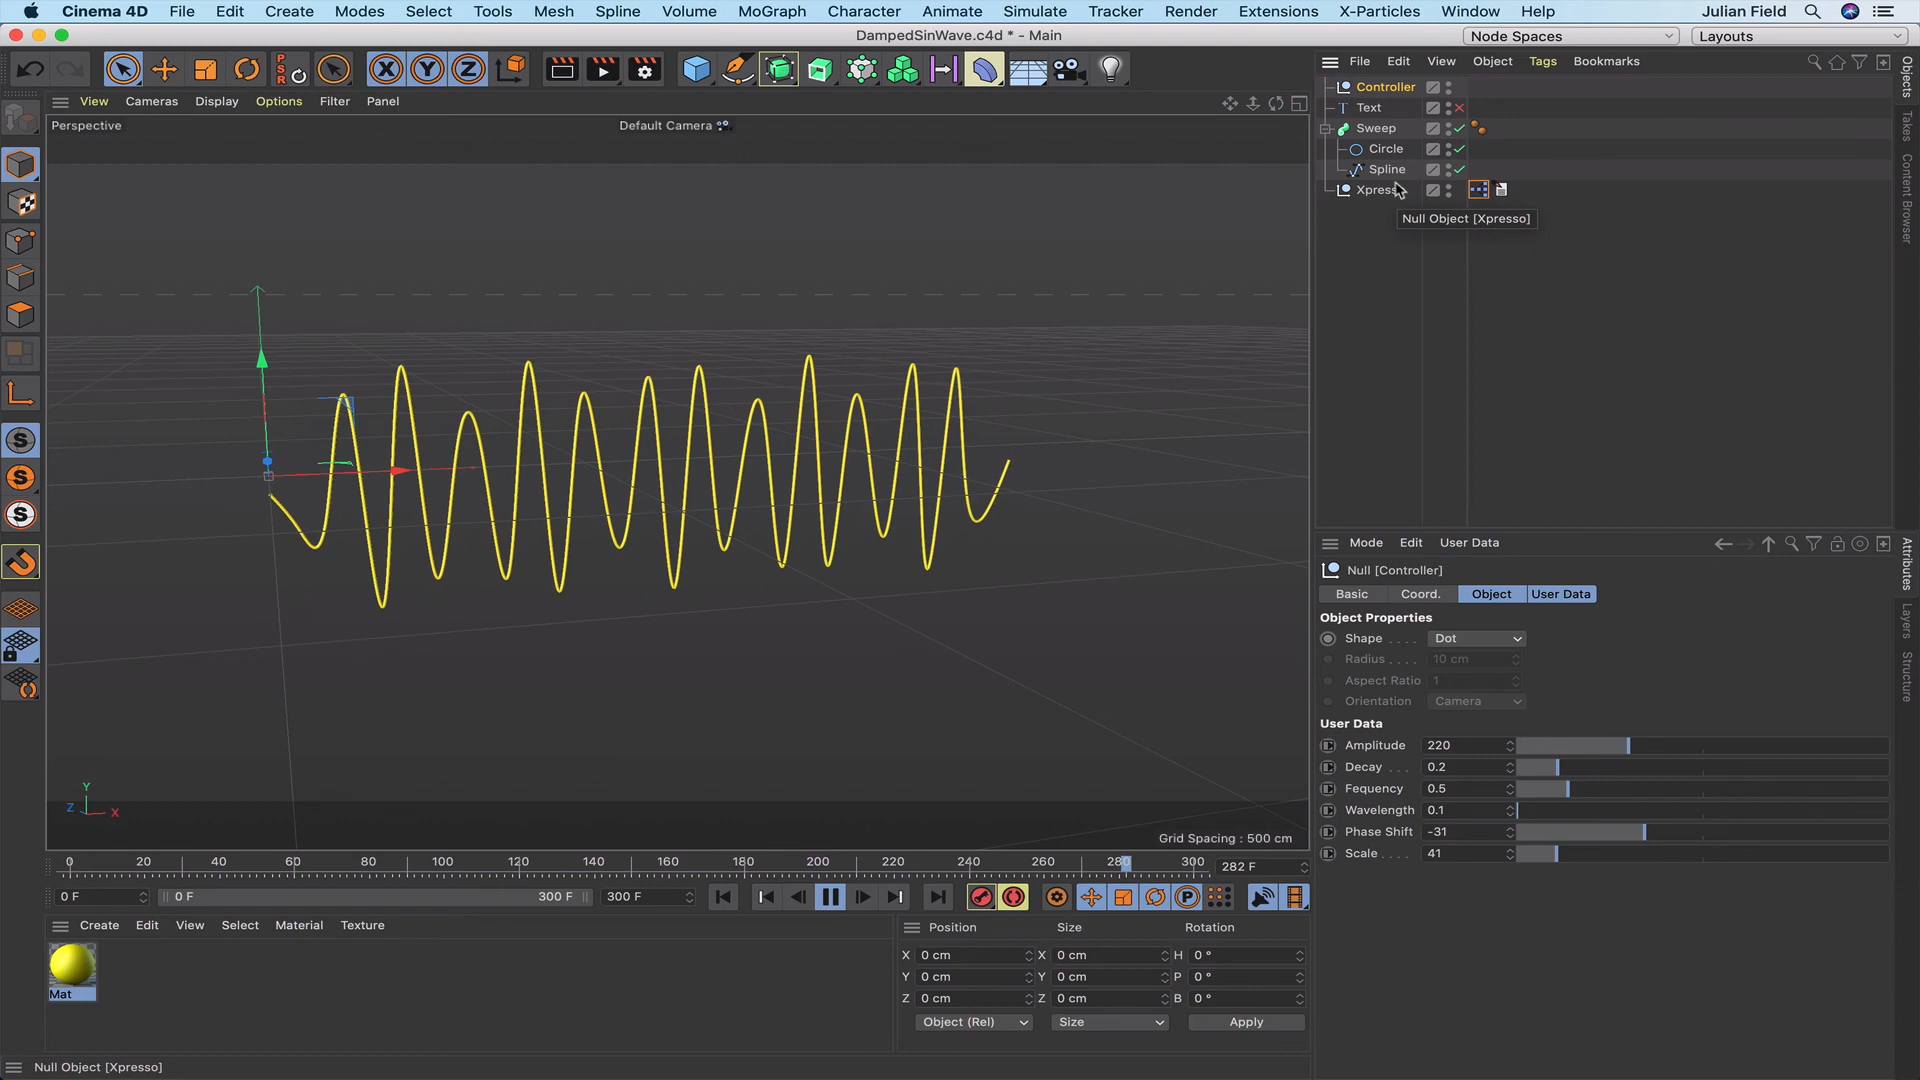 Cinema 4D File Edit Create Modes Select Tools Mesh Spline Volume MoGraph Character Animate Simulate Tracker Render Extensions X-Particles Window Help Julian Field
DampedSinWave.c4d * - Main
Node Spaces
Layouts
PSR
X Y Z
File Edit View Object Tags Bookmarks
View Cameras Display Options Filter Panel
Perspective
Default Camera
Controller
Text
Sweep
Circle
Spline
Xpresso
Null Object [Xpresso]
Objects
Takes
Content Browser
Mode Edit User Data
Null [Controller]
Basic Coord. Object User Data
Object Properties
Shape . . . . Dot
Radius . . . . 10 cm
Aspect Ratio 1
Orientation Camera
User Data
Amplitude 220
Decay . . . 0.2
Fequency 0.5
Wavelength 0.1
Phase Shift -31
Scale . . . . 41
Attributes
Layers
Structure
S
S
S
Y
Z X
Grid Spacing : 500 cm
0 20 40 60 80 100 120 140 160 180 200 220 240 260 280 300 282 F
0 F 0 F 300 F 300 F
P
Create Edit View Select Material Texture
Mat
Position Size Rotation
X 0 cm X 0 cm H 0 °
Y 0 cm Y 0 cm P 0 °
Z 0 cm Z 0 cm B 0 °
Object (Rel) Size Apply
Null Object [Xpresso]